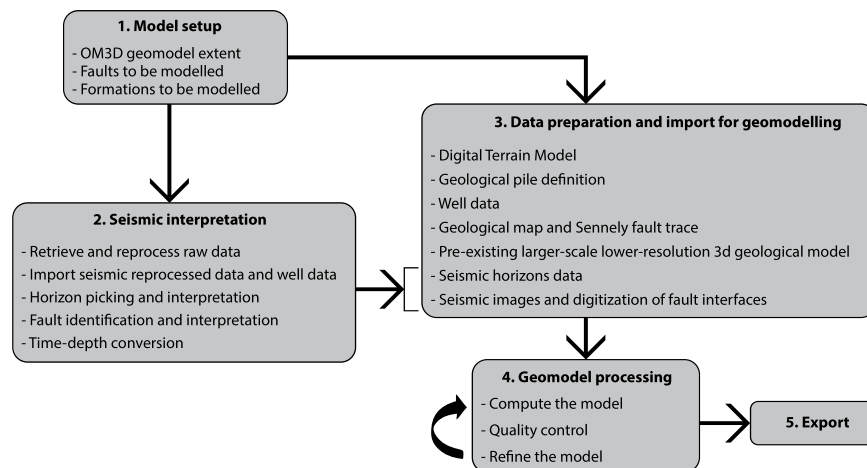 1. Model setup
- OM3D geomodel extent
- Faults to be modelled
- Formations to be modelled
2. Seismic interpretation
- Retrieve and reprocess raw data
- Import seismic reprocessed data and well data
- Horizon picking and interpretation
- Fault identification and interpretation
- Time-depth conversion
3. Data preparation and import for geomodelling
- Digital Terrain Model
- Geological pile definition
- Well data
- Geological map and Sennely fault trace
- Pre-existing larger-scale lower-resolution 3d geological model
- Seismic horizons data
- Seismic images and digitization of fault interfaces
4. Geomodel processing
- Compute the model
- Quality control
- Refine the model
5. Export